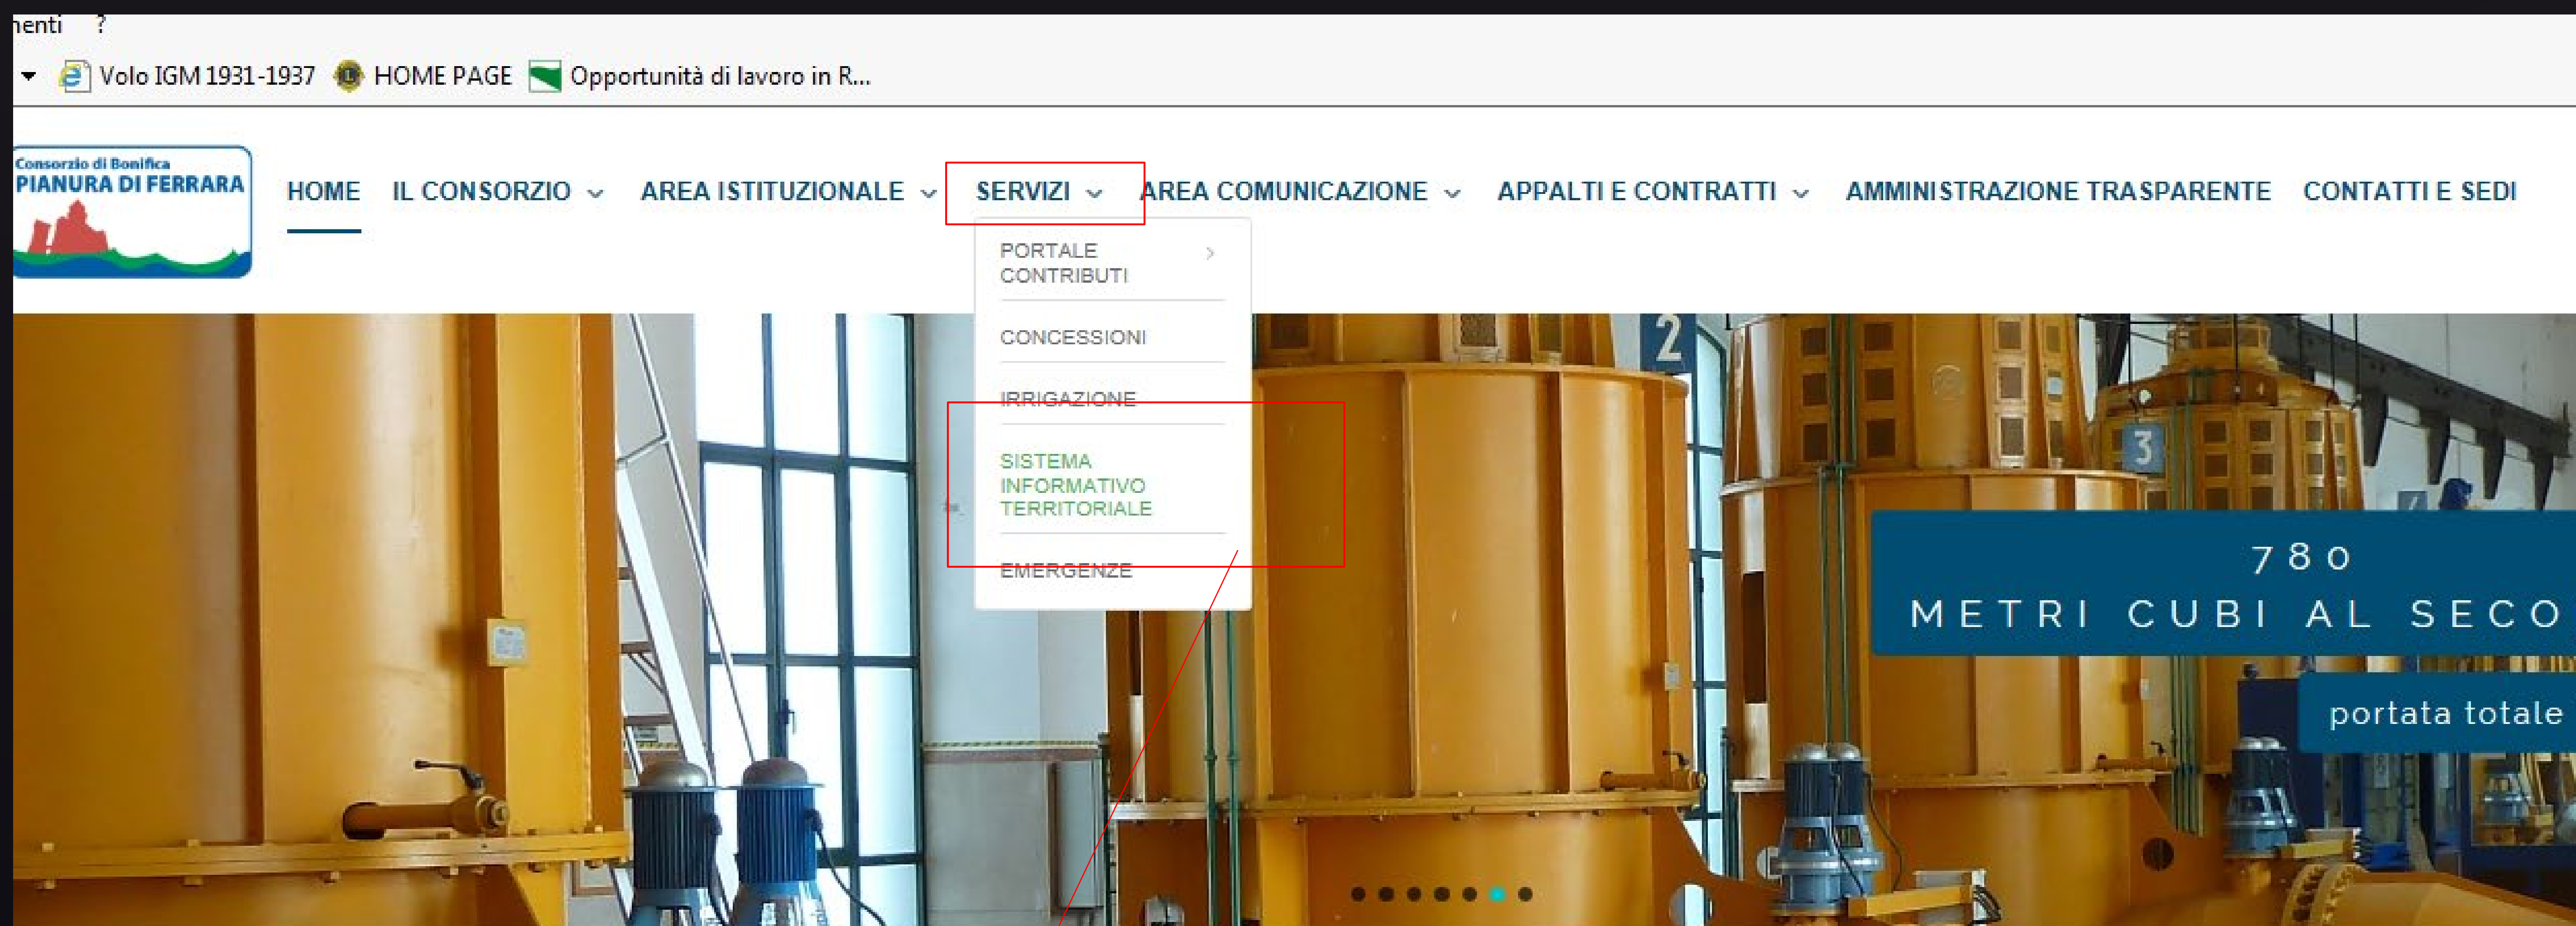 ?
Volo IGM 1931-1937 HOME PAGE Opportunità di lavoro in R...
Consorzio di Bonifica
PIANURA DI FERRARA
HOME IL CONSORZIO AREA ISTITUZIONALE SERVIZI AREA COMUNICAZIONE APPALTI E CONTRATTI AMMINISTRAZIONE TRASPARENTE CONTATTI E SEDI
PORTALE
CONTRIBUTI
CONCESSIONI
IRRIGAZIONE
SISTEMA
INFORMATIVO
TERRITORIALE
EMERGENZE
2
3
780
METRI CUBI AL SECO
portata totale